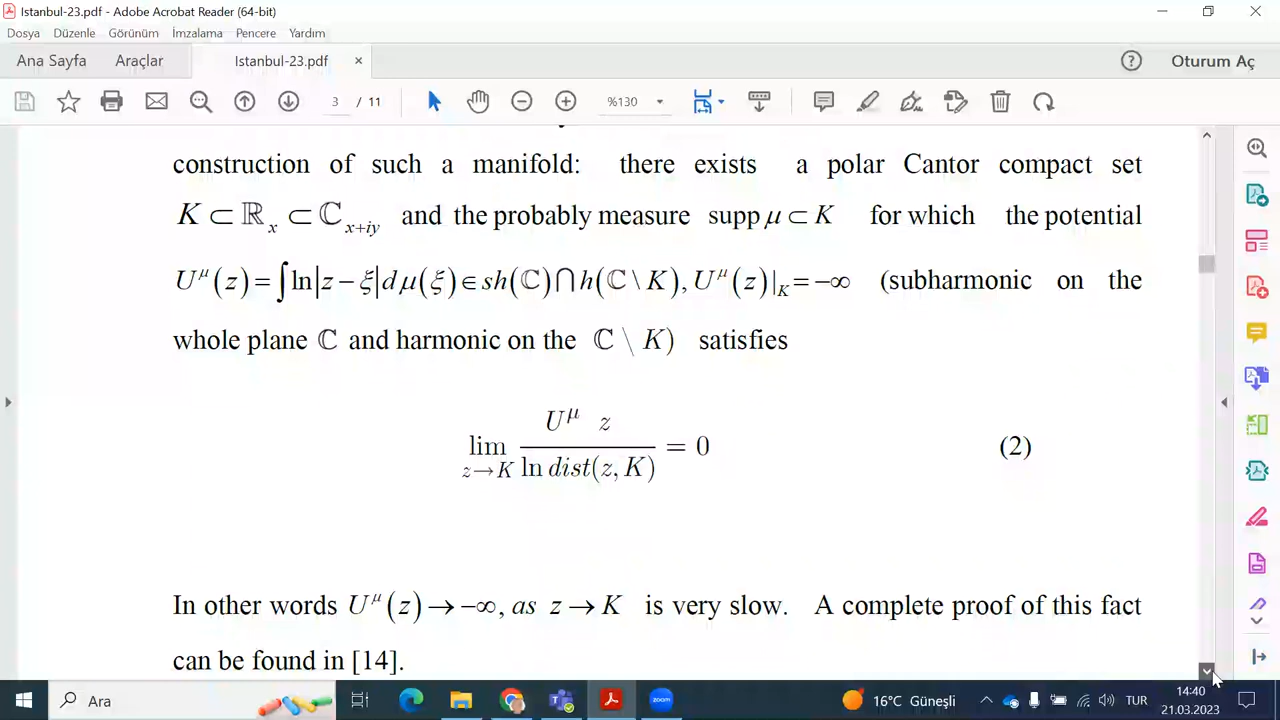 Istanbul-23.pdf - Adobe Acrobat Reader (64-bit)
Dosya Düzenle Görünüm İmzalama Pencere Yardım
Ana Sayfa Araçlar Istanbul-23.pdf × ? Oturum Aç
3 / 11 %130
construction of such a manifold: there exists a polar Cantor compact set
K ⊂ ℝ_x ⊂ ℂ_{x+iy} and the probably measure supp μ ⊂ K for which the potential
U^μ(z) = ∫ ln|z − ξ| dμ(ξ) ∈ sh(ℂ) ⋂ h(ℂ \ K), U^μ(z)|_K = −∞ (subharmonic on the
whole plane ℂ and harmonic on the ℂ \ K) satisfies
lim_{z→K} U^μ z / ln dist(z, K) = 0 (2)
In other words U^μ(z) → −∞, as z → K is very slow. A complete proof of this fact
can be found in [14].
Ara zoom 16°C Güneşli TUR 14:40
21.03.2023